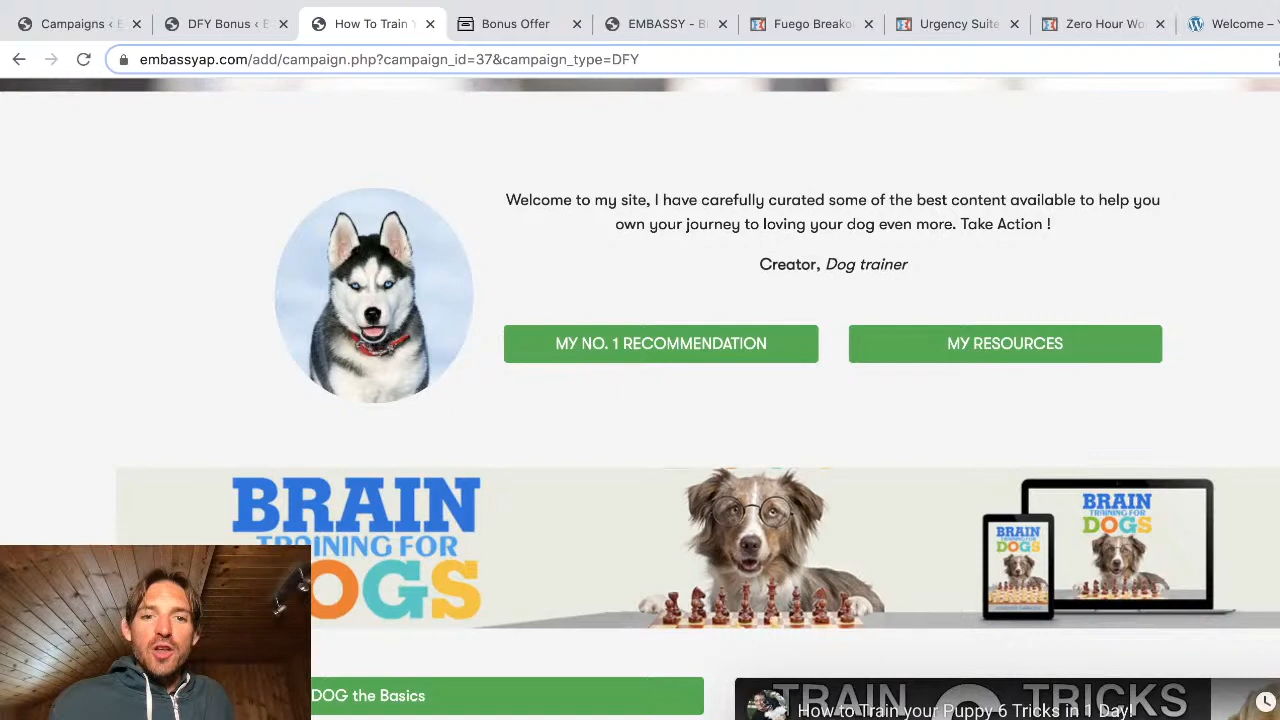 Campaigns ‹ E
DFY Bonus ‹ E
How To Train Y
Bonus Offer
EMBASSY - B
Fuego Breako
Urgency Suite
Zero Hour Wo
Welcome –
embassyap.com/add/campaign.php?campaign_id=37&campaign_type=DFY
Welcome to my site, I have carefully curated some of the best content available to help you
own your journey to loving your dog even more. Take Action !
Creator, Dog trainer
MY NO. 1 RECOMMENDATION
MY RESOURCES
BRAIN
TRAINING FOR
DOGS
BRAIN
TRAINING FOR
DOGS
BRAIN
TRAINING FOR
DOGS
DOG the Basics
TRAIN TRICKS
How to Train your Puppy 6 Tricks in 1 Day!